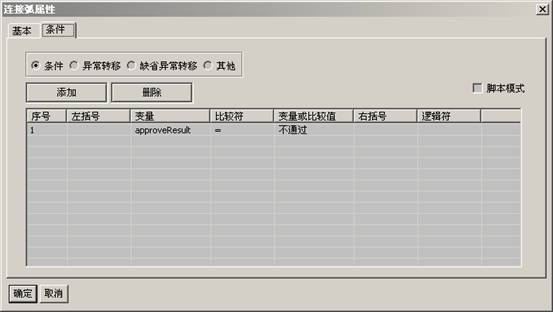 连接弧属性
基本 条件
条件 异常转移 缺省异常转移 其他
添加 删除 脚本模式
序号 左括号 变量 比较符 变量或比较值 右括号 逻辑符
1 approveResult = 不通过
确定 取消